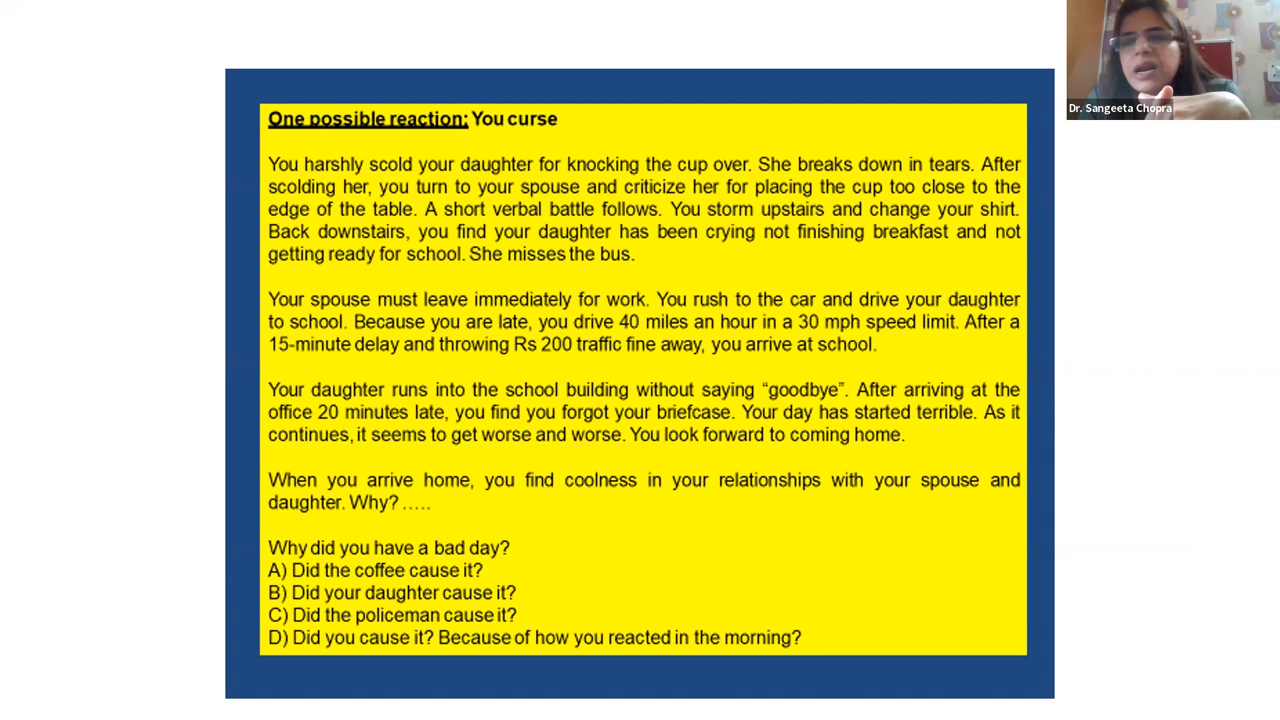 Dr. Sangeeta Chopra
One possible reaction: You curse
You harshly scold your daughter for knocking the cup over. She breaks down in tears. After
scolding her, you turn to your spouse and criticize her for placing the cup too close to the
edge of the table. A short verbal battle follows. You storm upstairs and change your shirt.
Back downstairs, you find your daughter has been crying not finishing breakfast and not
getting ready for school. She misses the bus.
Your spouse must leave immediately for work. You rush to the car and drive your daughter
to school. Because you are late, you drive 40 miles an hour in a 30 mph speed limit. After a
15-minute delay and throwing Rs 200 traffic fine away, you arrive at school.
Your daughter runs into the school building without saying “goodbye”. After arriving at the
office 20 minutes late, you find you forgot your briefcase. Your day has started terrible. As it
continues, it seems to get worse and worse. You look forward to coming home.
When you arrive home, you find coolness in your relationships with your spouse and
daughter. Why? …..
Why did you have a bad day?
A) Did the coffee cause it?
B) Did your daughter cause it?
C) Did the policeman cause it?
D) Did you cause it? Because of how you reacted in the morning?